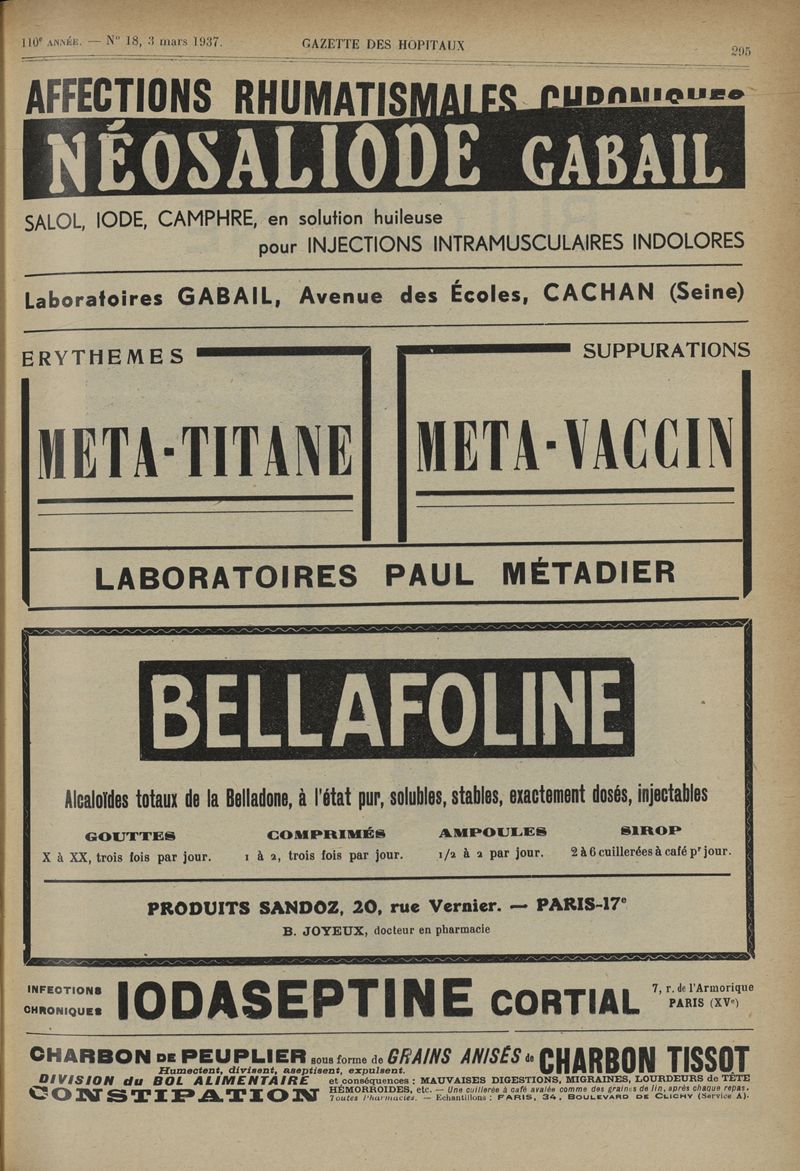 110e ANNÉE. — N° 18, 3 mars 1937.
GAZETTE DES HOPITAUX
295
AFFECTIONS RHUMATISMALES CHRONIQUES
NÉOSALIODE GABAIL
SALOL, IODE, CAMPHRE, en solution huileuse
pour INJECTIONS INTRAMUSCULAIRES INDOLORES
Laboratoires GABAIL, Avenue des Écoles, CACHAN (Seine)
ERYTHEMES
META-TITANE
SUPPURATIONS
META-VACCIN
LABORATOIRES PAUL MÉTADIER
BELLAFOLINE
Alcaloïdes totaux de la Belladone, à l'état pur, solubles, stables, exactement dosés, injectables
GOUTTES
X à XX, trois fois par jour.
COMPRIMÉS
1 à 2, trois fois par jour.
AMPOULES
1/2 à 2 par jour.
SIROP
2 à 6 cuillerées à café pr jour.
PRODUITS SANDOZ, 20, rue Vernier. — PARIS-17e
B. JOYEUX, docteur en pharmacie
INFECTIONS
CHRONIQUES
IODASEPTINE CORTIAL
7, r. de l'Armorique
PARIS (XVe)
CHARBON DE PEUPLIER sous forme de GRAINS ANISÉS de CHARBON TISSOT
Humectent, divisent, aseptisent, expulsent.
DIVISION du BOL ALIMENTAIRE et conséquences : MAUVAISES DIGESTIONS, MIGRAINES, LOURDEURS de TÊTE
CONSTIPATION HÉMORROIDES, etc. — Une cuillerée à café avalée comme des grains de lin, après chaque repas.
Toutes Pharmacies. — Echantillons : PARIS, 34, BOULEVARD DE CLICHY (Service A).